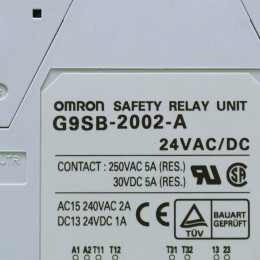 OMRON SAFETY RELAY UNIT
G9SB-2002-A
24VAC/DC
CONTACT : 250VAC 5A (RES.)
30VDC 5A (RES.)
AC15 240VAC 2A
DC13 24VDC 1A
TÜV
BAUART
GEPRÜFT
A1 A2 T11 T12 T31 T32 13 23